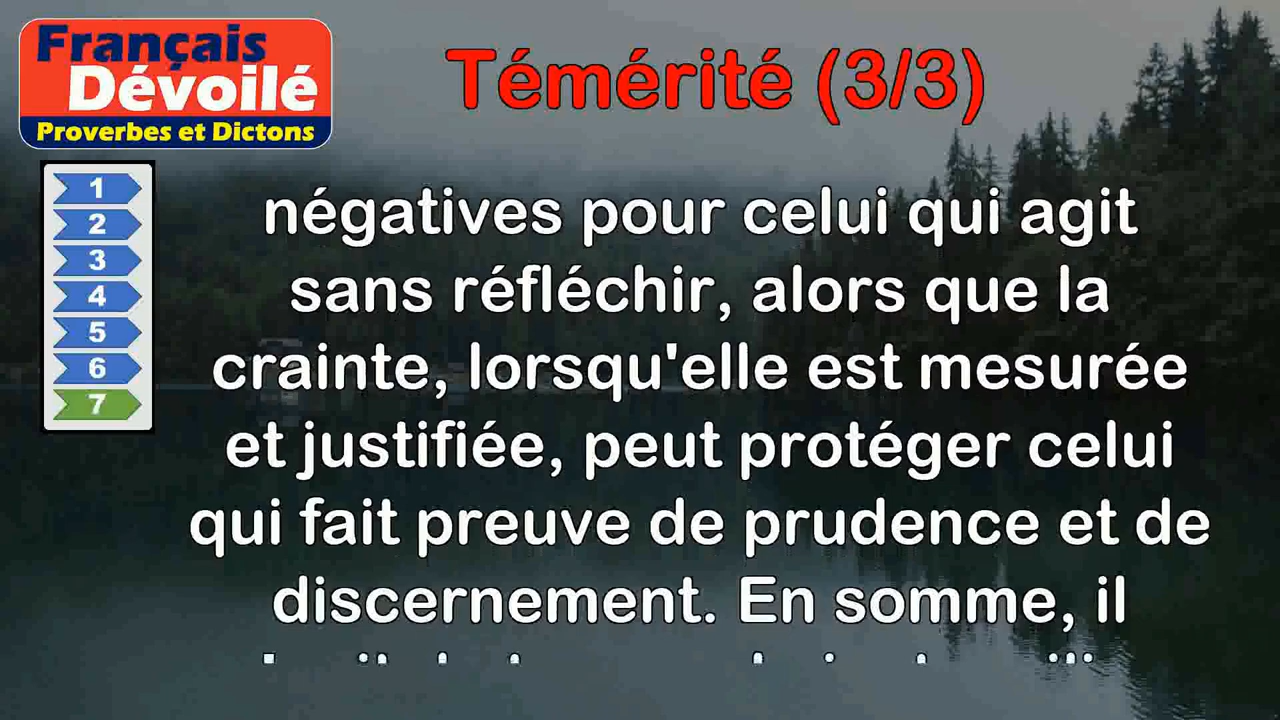 Français
Dévoilé
Proverbes et Dictons
Témérité (3/3)
1
2
3
4
5
6
7
négatives pour celui qui agit
sans réfléchir, alors que la
crainte, lorsqu'elle est mesurée
et justifiée, peut protéger celui
qui fait preuve de prudence et de
discernement. En somme, il